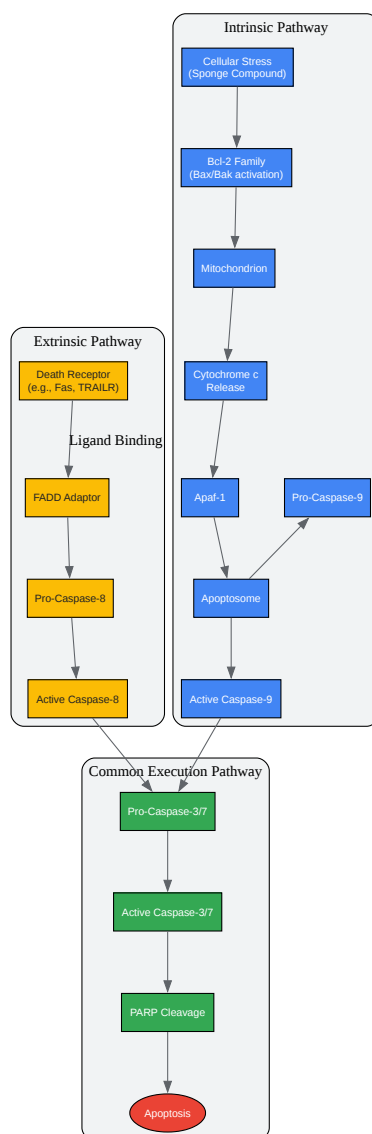 Intrinsic Pathway
Cellular Stress
(Sponge Compound)
Bcl-2 Family
(Bax/Bak activation)
Mitochondrion
Cytochrome c
Release
Apaf-1
Pro-Caspase-9
Apoptosome
Active Caspase-9
Extrinsic Pathway
Death Receptor
(e.g., Fas, TRAILR)
Ligand Binding
FADD Adaptor
Pro-Caspase-8
Active Caspase-8
Common Execution Pathway
Pro-Caspase-3/7
Active Caspase-3/7
PARP Cleavage
Apoptosis